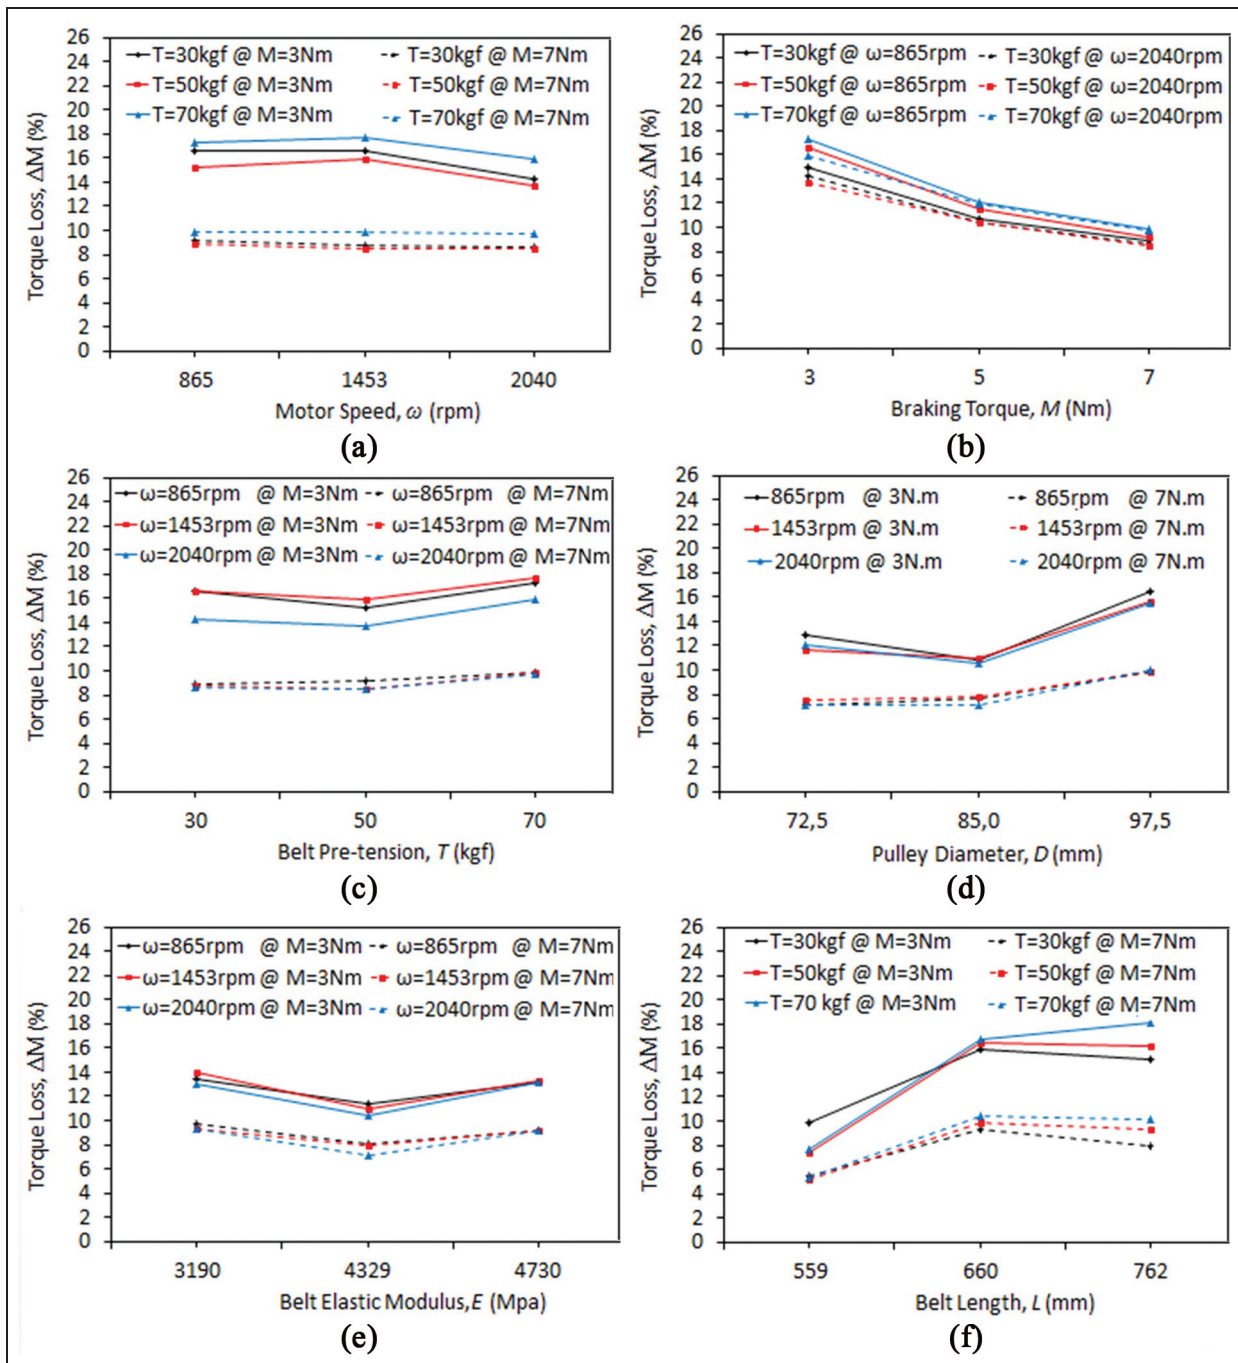 26
24
22
20
18
16
14
12
10
8
6
4
2
0
Torque Loss, ΔM (%)
T=30kgf @ M=3Nm T=30kgf @ M=7Nm
T=50kgf @ M=3Nm T=50kgf @ M=7Nm
T=70kgf @ M=3Nm T=70kgf @ M=7Nm
865 1453 2040
Motor Speed, ω (rpm)
(a)
26
24
22
20
18
16
14
12
10
8
6
4
2
0
Torque Loss, ΔM (%)
T=30kgf @ ω=865rpm T=30kgf @ ω=2040rpm
T=50kgf @ ω=865rpm T=50kgf @ ω=2040rpm
T=70kgf @ ω=865rpm T=70kgf @ ω=2040rpm
3 5 7
Braking Torque, M (Nm)
(b)
26
24
22
20
18
16
14
12
10
8
6
4
2
0
Torque Loss, ΔM (%)
ω=865rpm @ M=3Nm ω=865rpm @ M=7Nm
ω=1453rpm @ M=3Nm ω=1453rpm @ M=7Nm
ω=2040rpm @ M=3Nm ω=2040rpm @ M=7Nm
30 50 70
Belt Pre-tension, T (kgf)
(c)
26
24
22
20
18
16
14
12
10
8
6
4
2
0
Torque Loss, ΔM (%)
865rpm @ 3N.m 865rpm @ 7N.m
1453rpm @ 3N.m 1453rpm @ 7N.m
2040rpm @ 3N.m 2040rpm @ 7N.m
72,5 85,0 97,5
Pulley Diameter, D (mm)
(d)
26
24
22
20
18
16
14
12
10
8
6
4
2
0
Torque Loss, ΔM (%)
ω=865rpm @ M=3Nm ω=865rpm @ M=7Nm
ω=1453rpm @ M=3Nm ω=1453rpm @ M=7Nm
ω=2040rpm @ M=3Nm ω=2040rpm @ M=7Nm
3190 4329 4730
Belt Elastic Modulus,E (Mpa)
(e)
26
24
22
20
18
16
14
12
10
8
6
4
2
0
Torque Loss, ΔM (%)
T=30kgf @ M=3Nm T=30kgf @ M=7Nm
T=50kgf @ M=3Nm T=50kgf @ M=7Nm
T=70 kgf @ M=3Nm T=70kgf @ M=7Nm
559 660 762
Belt Length, L (mm)
(f)